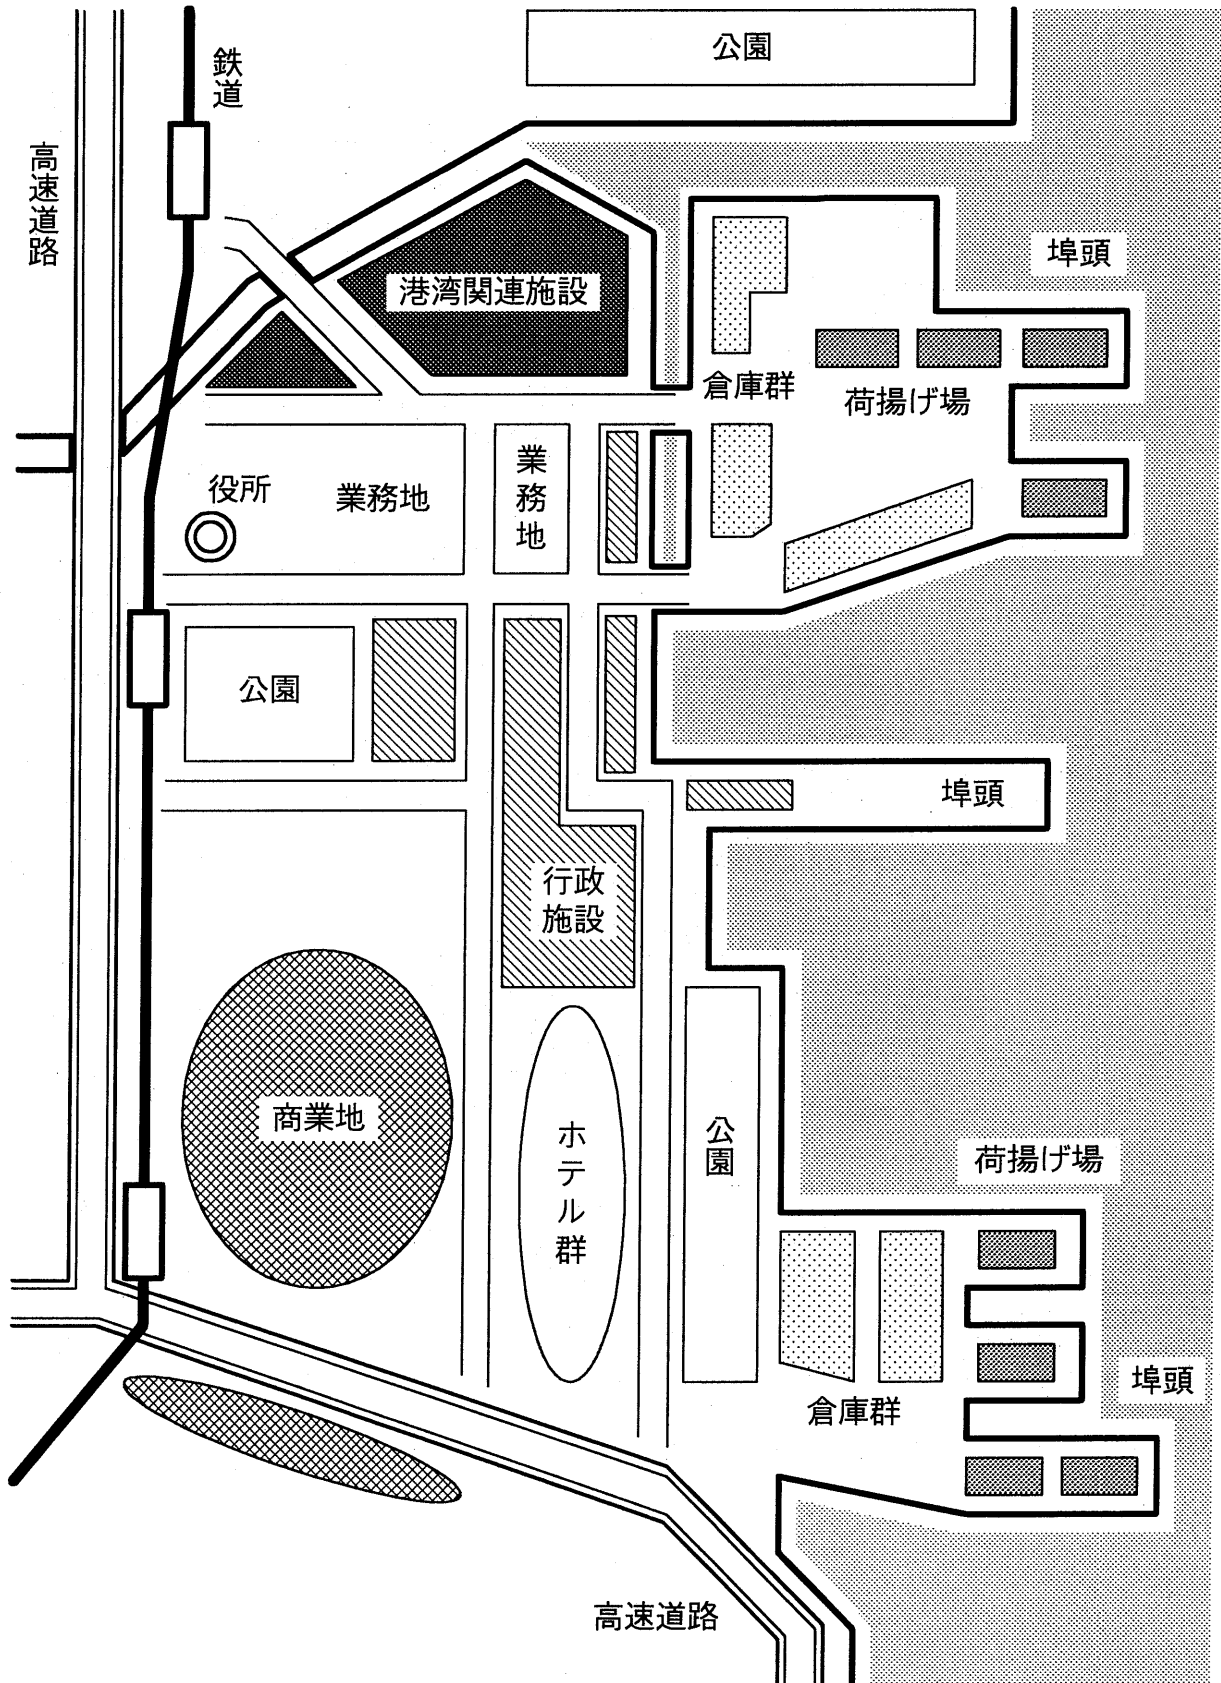 公園
鉄道
高速道路
埠頭
港湾関連施設
倉庫群
荷揚げ場
役所
業務地
業務地
公園
埠頭
行政
施設
商業地
ホテル群
公園
荷揚げ場
埠頭
倉庫群
高速道路